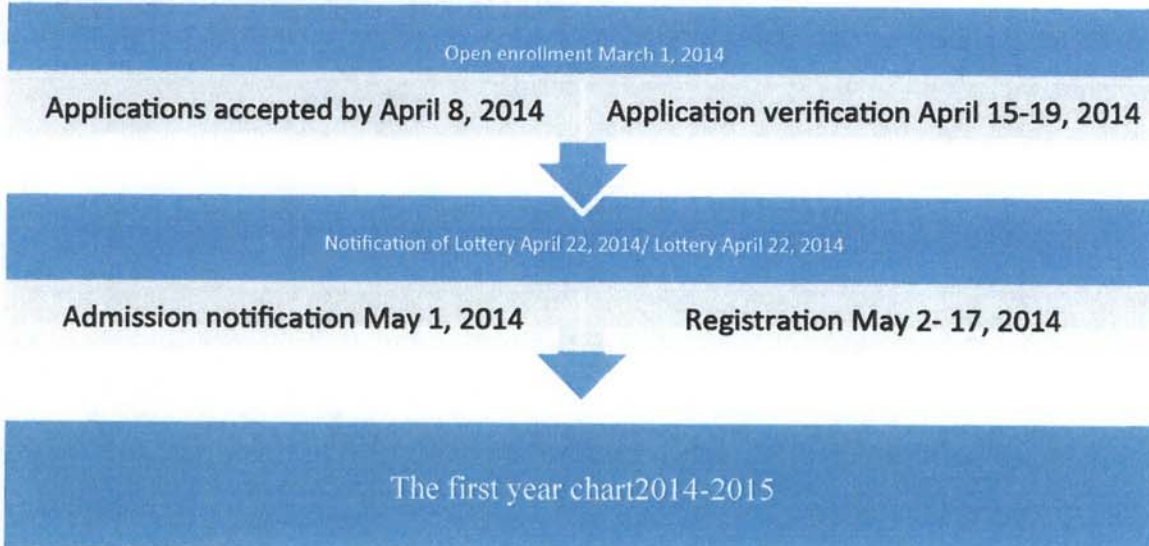 Open enrollment March 1, 2014
Applications accepted by April 8, 2014
Application verification April 15-19, 2014
Notification of Lottery April 22, 2014/ Lottery April 22, 2014
Admission notification May 1, 2014
Registration May 2- 17, 2014
The first year chart2014-2015